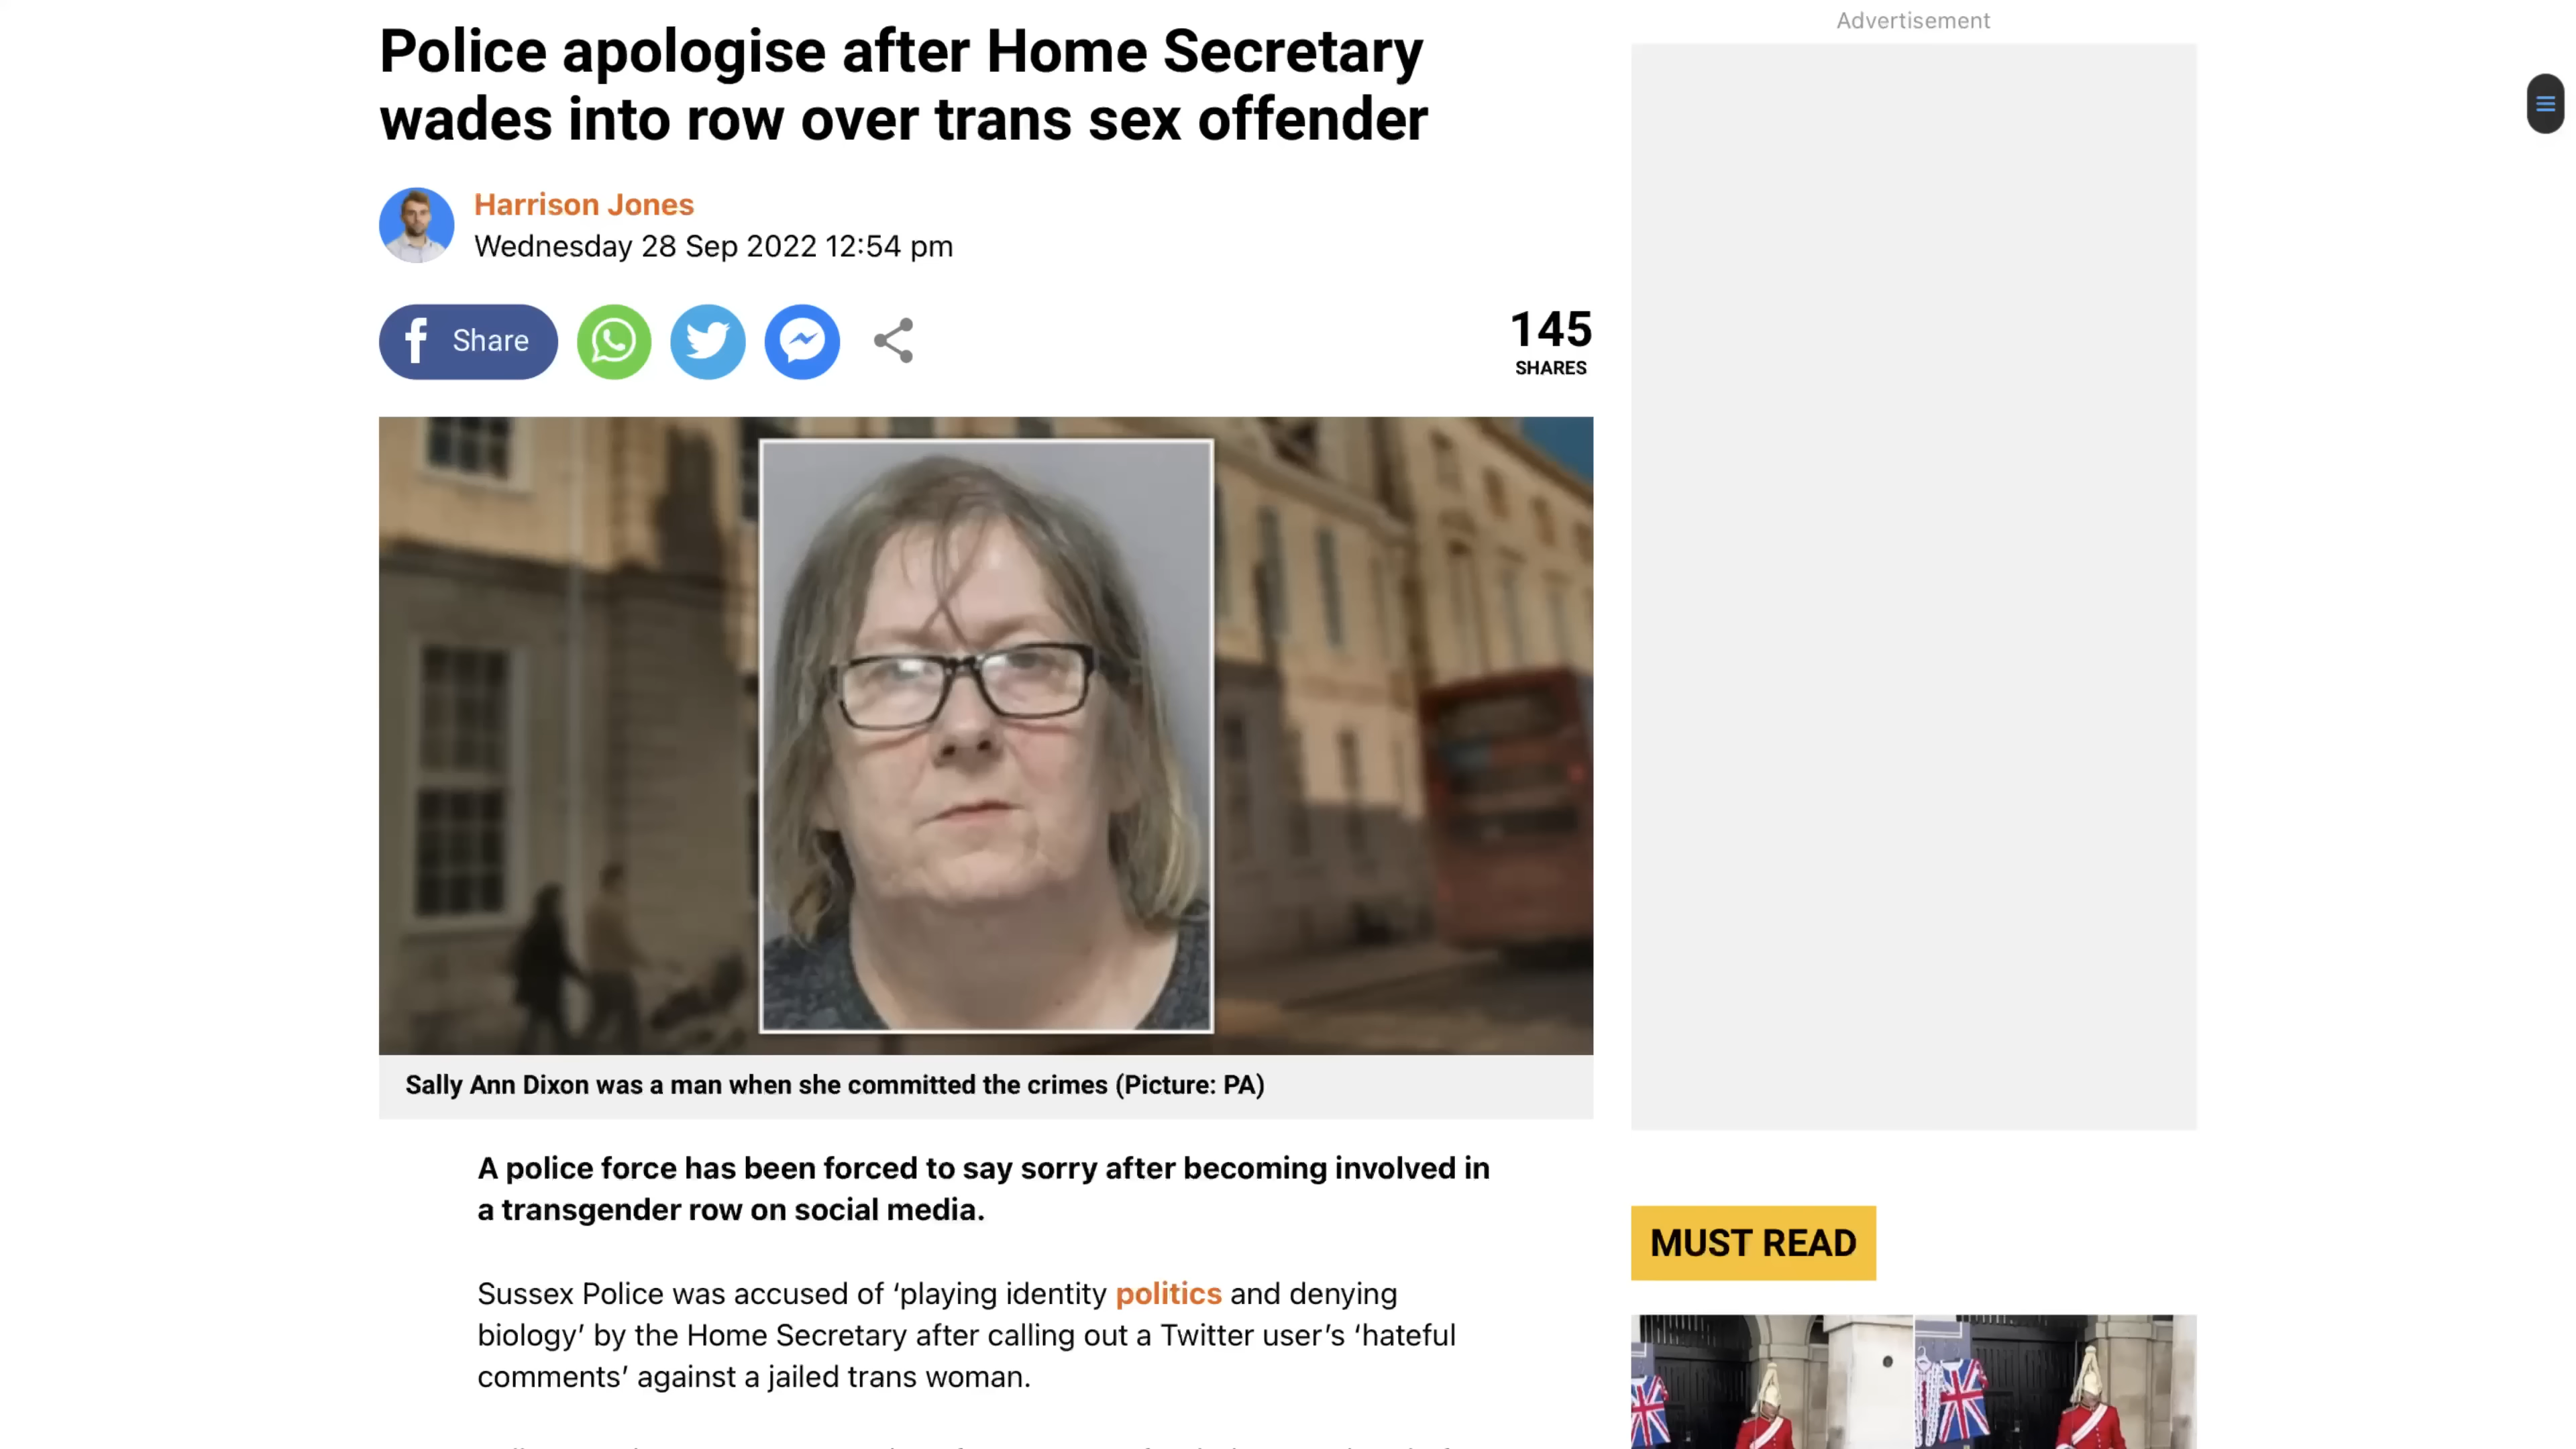 Advertisement
Police apologise after Home Secretary
wades into row over trans sex offender
Harrison Jones
Wednesday 28 Sep 2022 12:54 pm
Share
145
SHARES
Sally Ann Dixon was a man when she committed the crimes (Picture: PA)
A police force has been forced to say sorry after becoming involved in
a transgender row on social media.
Sussex Police was accused of ‘playing identity politics and denying
biology’ by the Home Secretary after calling out a Twitter user’s ‘hateful
comments’ against a jailed trans woman.
MUST READ